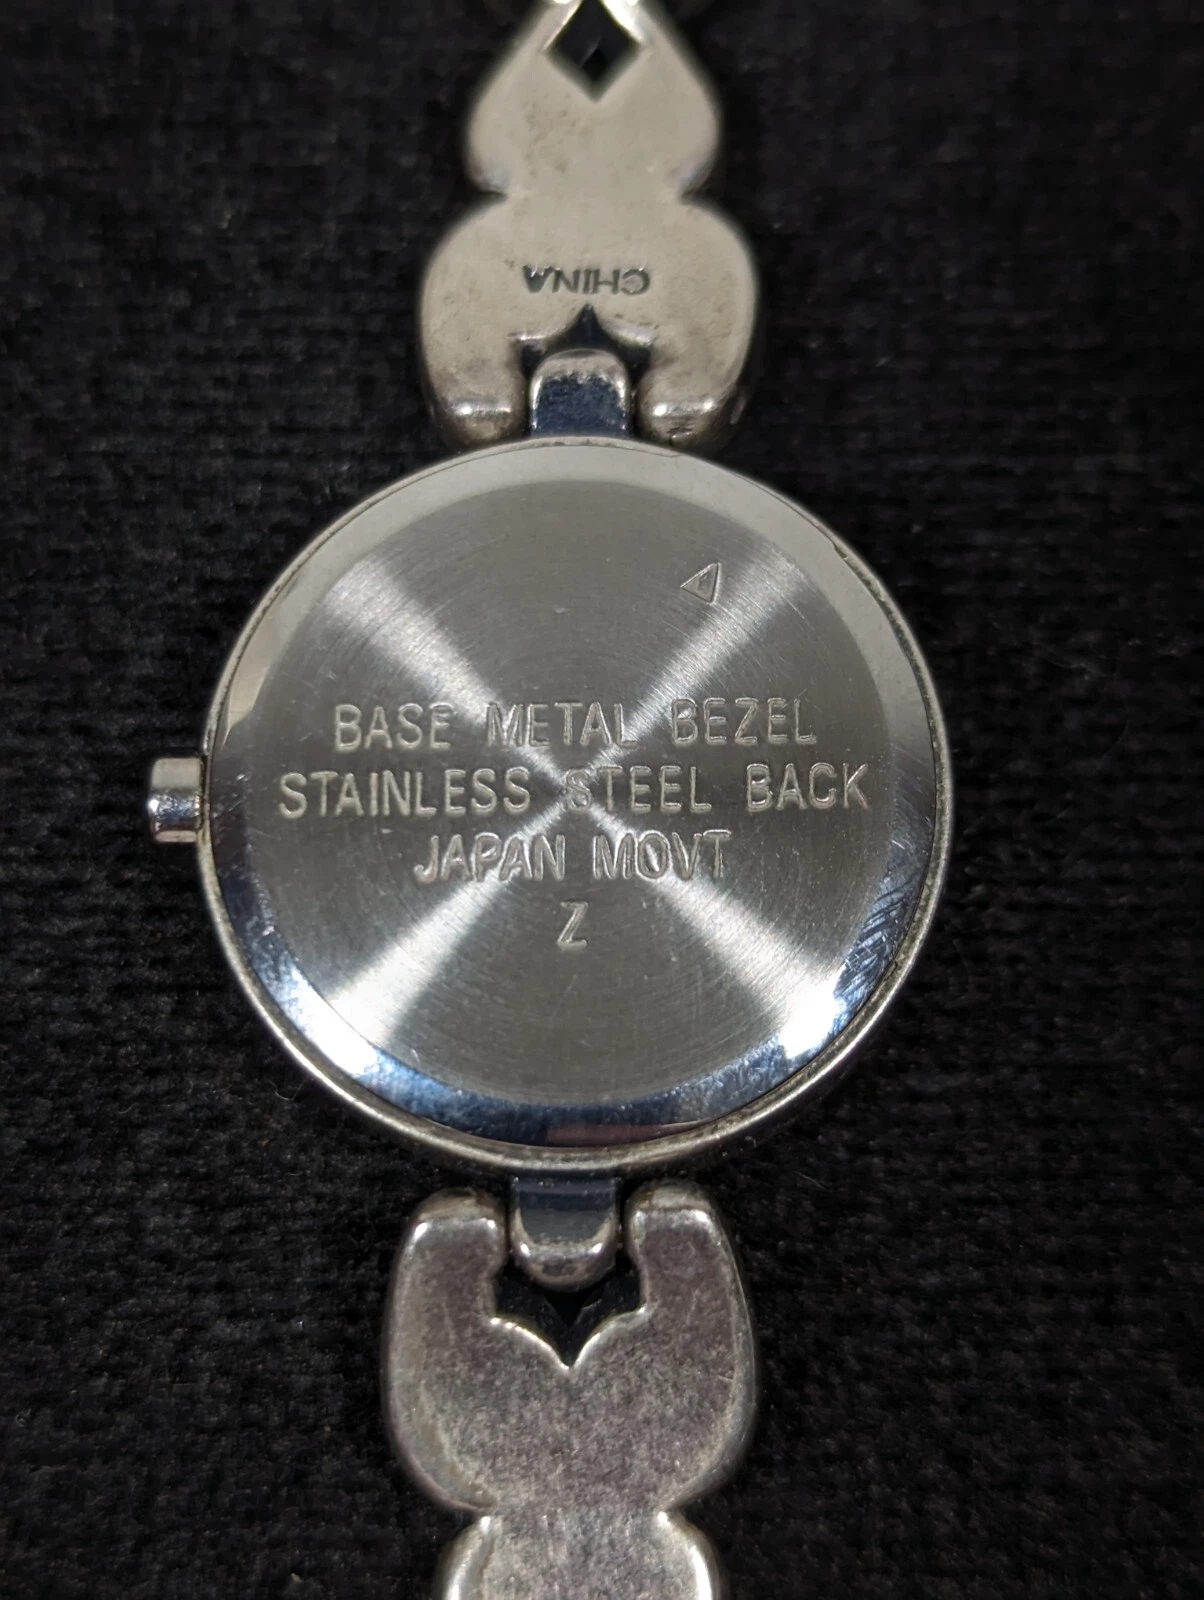 CHINA
BASE METAL BEZEL
STAINLESS STEEL BACK
JAPAN MOVT
Z